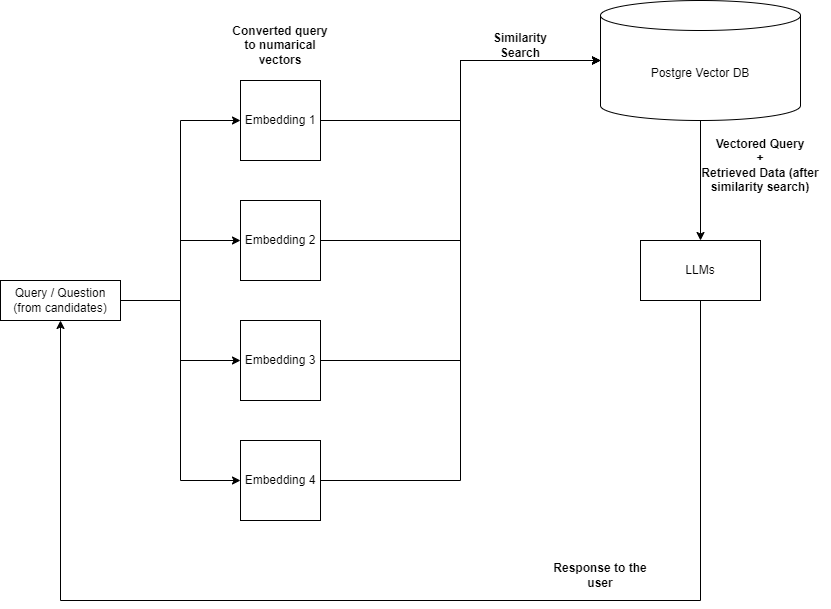 Converted query
to numarical
vectors
Similarity
Search
Postgre Vector DB
Embedding 1
Vectored Query
+
Retrieved Data (after
similarity search)
Embedding 2
LLMs
Query / Question
(from candidates)
Embedding 3
Embedding 4
Response to the
user